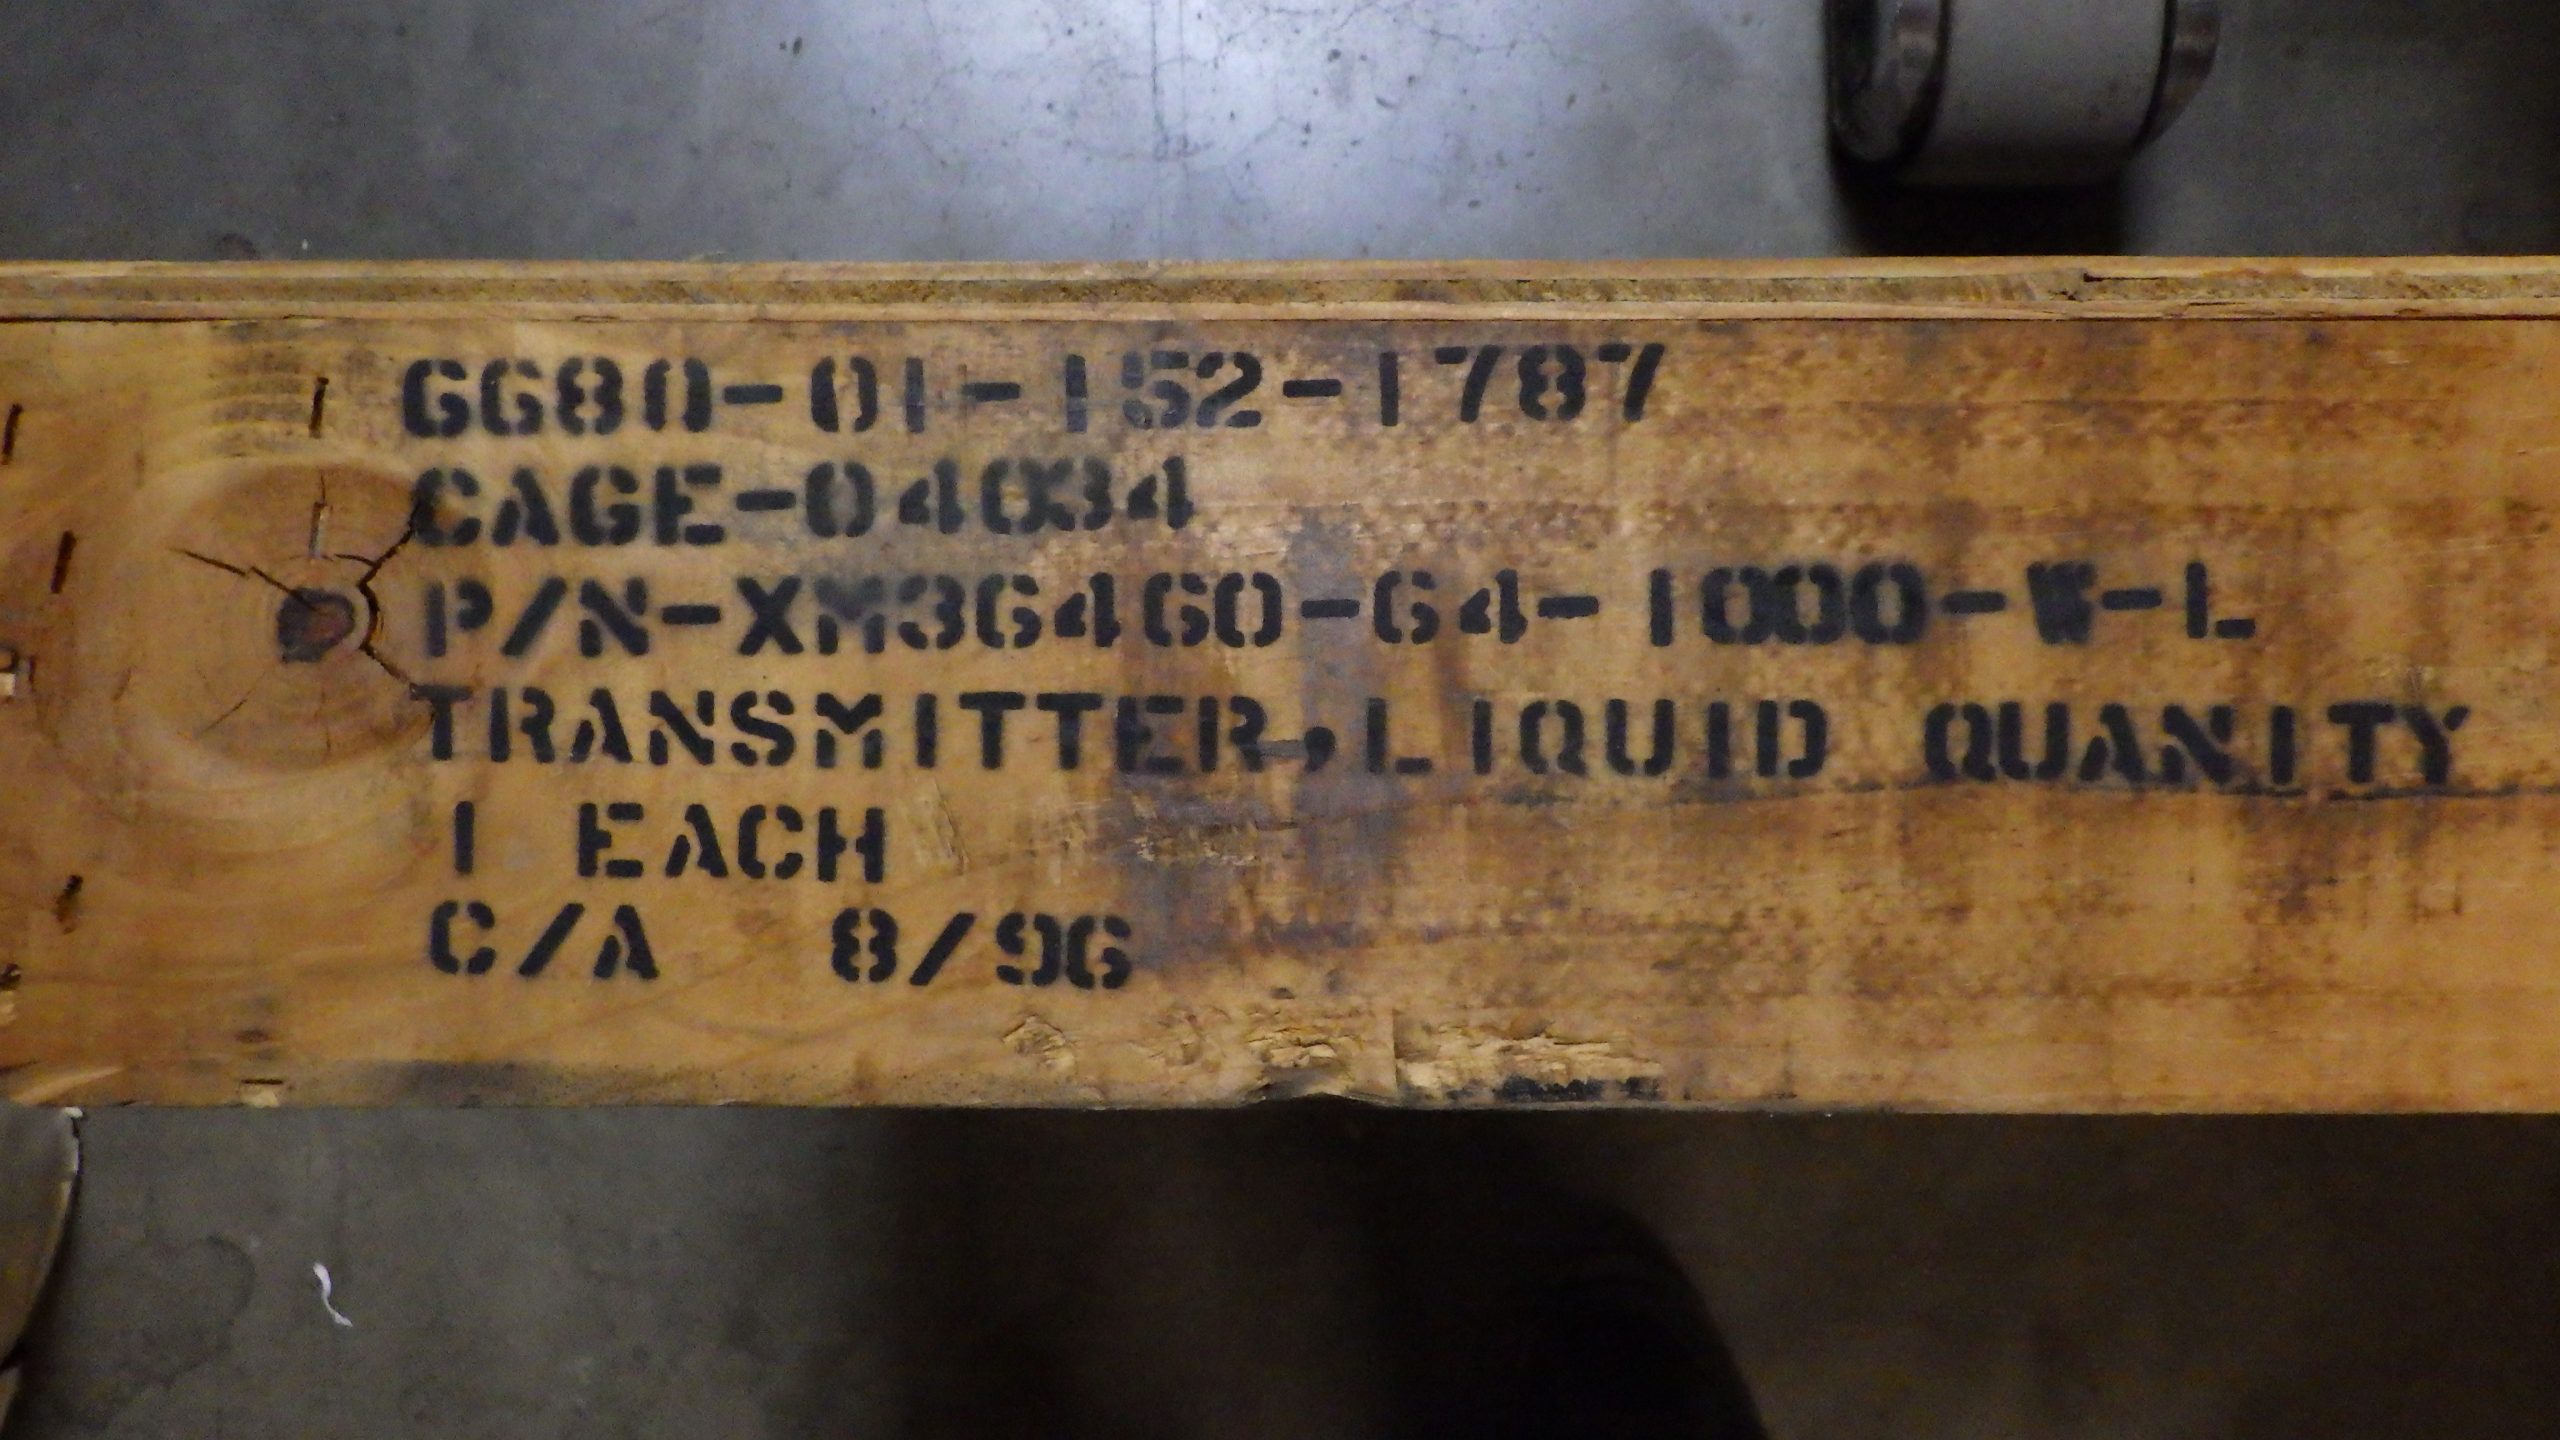 6680-01-152-1787
CAGE-04034
P/N-XM36460-64-1000-W-L
TRANSMITTER,LIQUID QUANITY
1 EACH
C/A 8/96